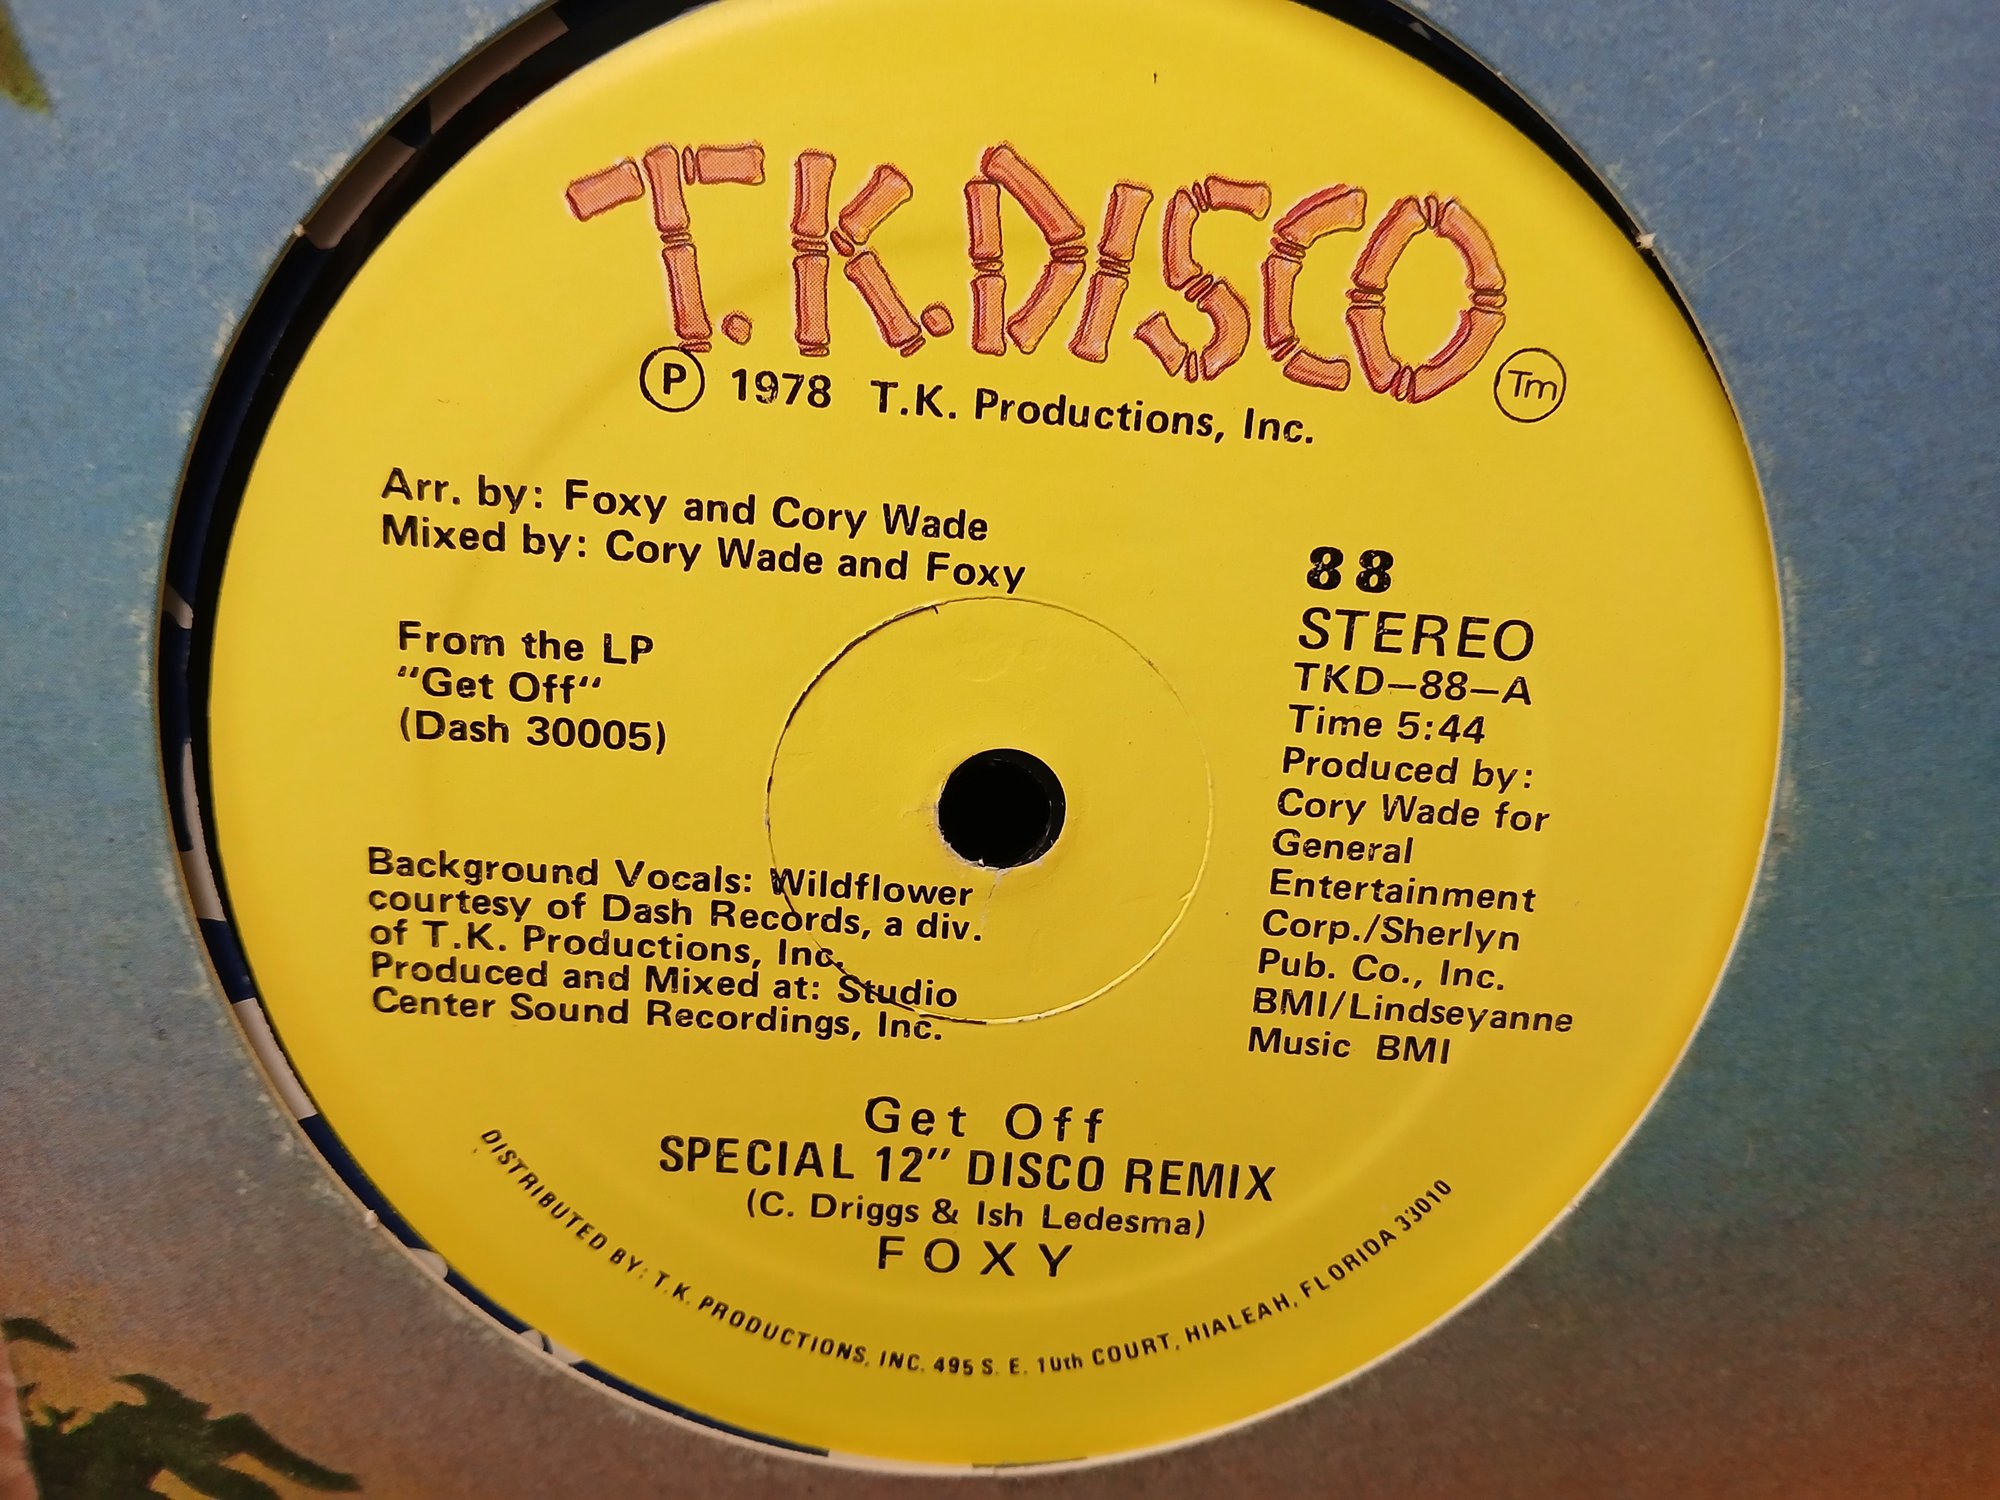 T.K.DISCO
Ⓟ 1978 T.K. Productions, Inc. Tm
Arr. by: Foxy and Cory Wade
Mixed by: Cory Wade and Foxy
From the LP
“Get Off“
(Dash 30005)
88
STEREO
TKD–88–A
Time 5:44
Produced by:
Cory Wade for
General
Entertainment
Corp./Sherlyn
Pub. Co., Inc.
BMI/Lindseyanne
Music BMI
Background Vocals: Wildflower
courtesy of Dash Records, a div.
of T.K. Productions, Inc.
Produced and Mixed at: Studio
Center Sound Recordings, Inc.
Get Off
SPECIAL 12" DISCO REMIX
(C. Driggs & Ish Ledesma)
FOXY
DISTRIBUTED BY: T.K. PRODUCTIONS, INC. 495 S. E. 10th COURT, HIALEAH, FLORIDA 33010